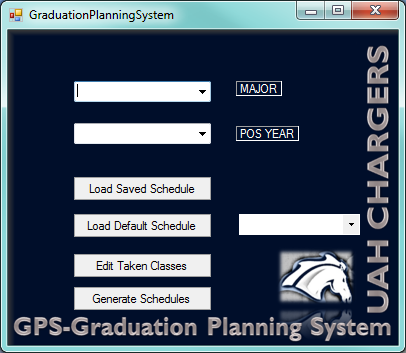 GraduationPlanningSystem
MAJOR
POS YEAR
Load Saved Schedule
Load Default Schedule
Edit Taken Classes
Generate Schedules
UAH CHARGERS
GPS-Graduation Planning System